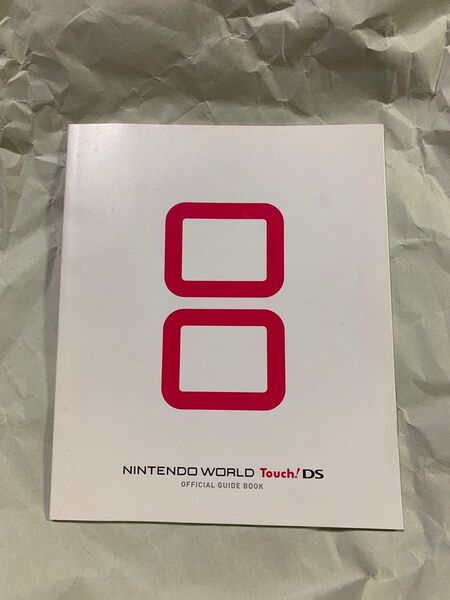 NINTENDO WORLD Touch! DS
OFFICIAL GUIDE BOOK